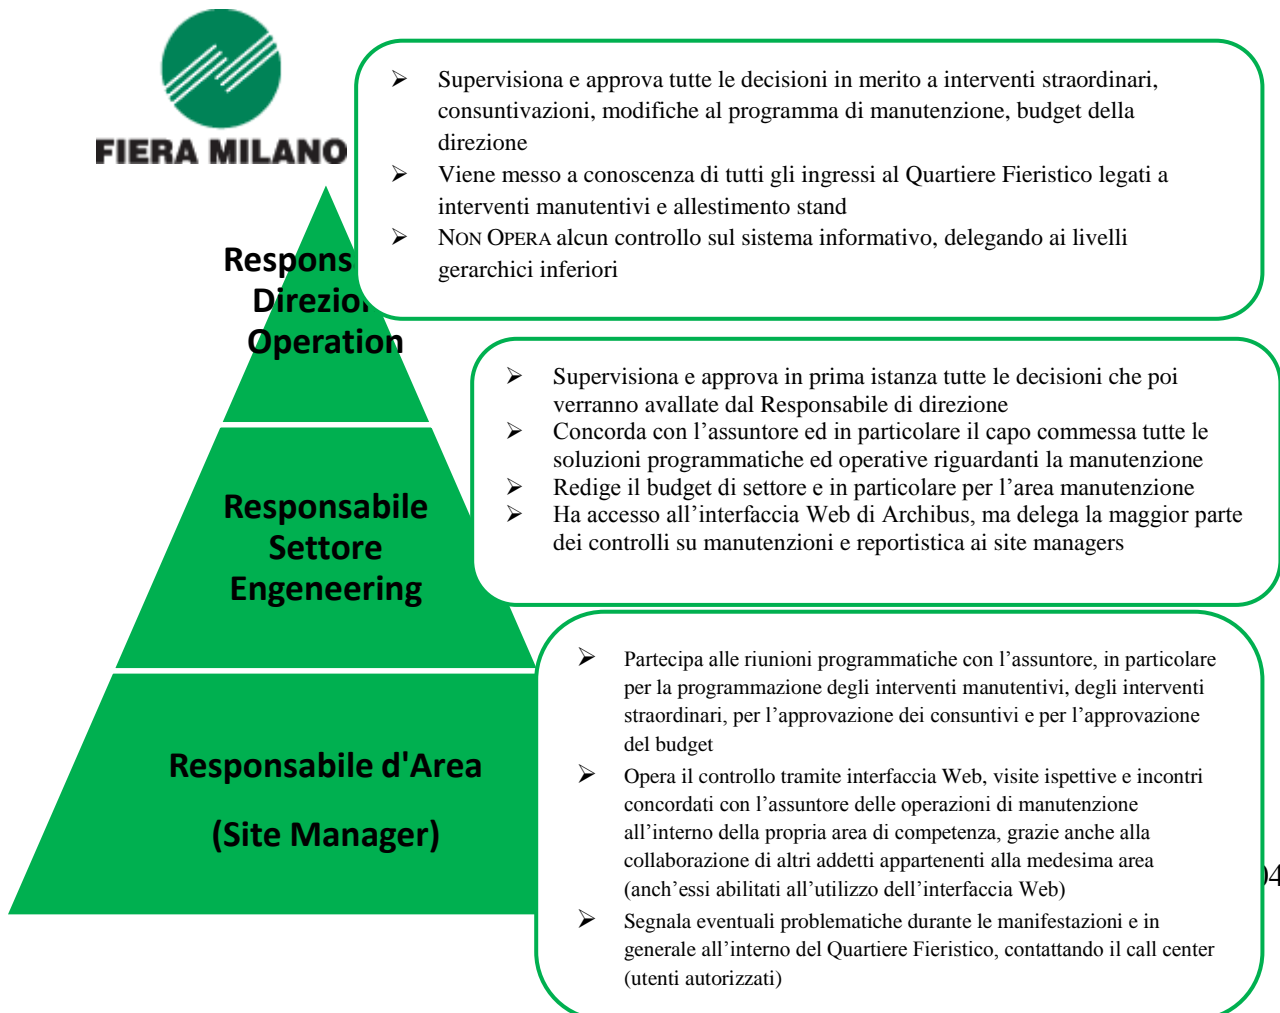 FIERA MILANO
➢ Supervisiona e approva tutte le decisioni in merito a interventi straordinari,
consuntivazioni, modifiche al programma di manutenzione, budget della
direzione
➢ Viene messo a conoscenza di tutti gli ingressi al Quartiere Fieristico legati a
interventi manutentivi e allestimento stand
➢ NON OPERA alcun controllo sul sistema informativo, delegando ai livelli
gerarchici inferiori
Respons
Direzion
Operation
➢ Supervisiona e approva in prima istanza tutte le decisioni che poi
verranno avallate dal Responsabile di direzione
➢ Concorda con l’assuntore ed in particolare il capo commessa tutte le
soluzioni programmatiche ed operative riguardanti la manutenzione
➢ Redige il budget di settore e in particolare per l’area manutenzione
➢ Ha accesso all’interfaccia Web di Archibus, ma delega la maggior parte
dei controlli su manutenzioni e reportistica ai site managers
Responsabile
Settore
Engeneering
➢ Partecipa alle riunioni programmatiche con l’assuntore, in particolare
per la programmazione degli interventi manutentivi, degli interventi
straordinari, per l’approvazione dei consuntivi e per l’approvazione
del budget
➢ Opera il controllo tramite interfaccia Web, visite ispettive e incontri
concordati con l’assuntore delle operazioni di manutenzione
all’interno della propria area di competenza, grazie anche alla
collaborazione di altri addetti appartenenti alla medesima area
(anch’essi abilitati all’utilizzo dell’interfaccia Web)
➢ Segnala eventuali problematiche durante le manifestazioni e in
generale all’interno del Quartiere Fieristico, contattando il call center
(utenti autorizzati)
Responsabile d'Area
(Site Manager)